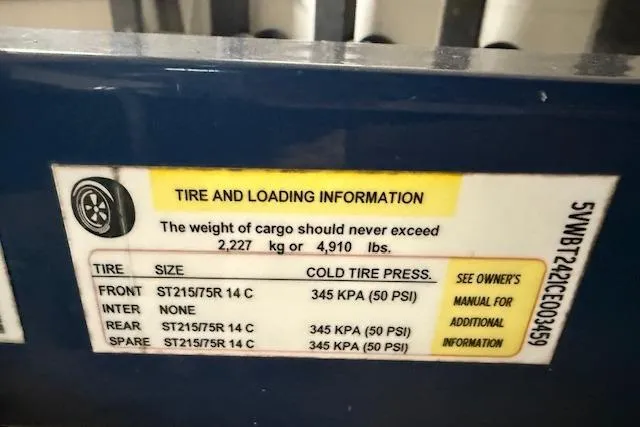 TIRE AND LOADING INFORMATION
The weight of cargo should never exceed
2,227 kg or 4,910 lbs.
TIRE SIZE COLD TIRE PRESS.
FRONT ST215/75R 14 C 345 KPA (50 PSI)
INTER NONE
REAR ST215/75R 14 C 345 KPA (50 PSI)
SPARE ST215/75R 14 C 345 KPA (50 PSI)
SEE OWNER'S
MANUAL FOR
ADDITIONAL
INFORMATION
5VWBT242ICE003459